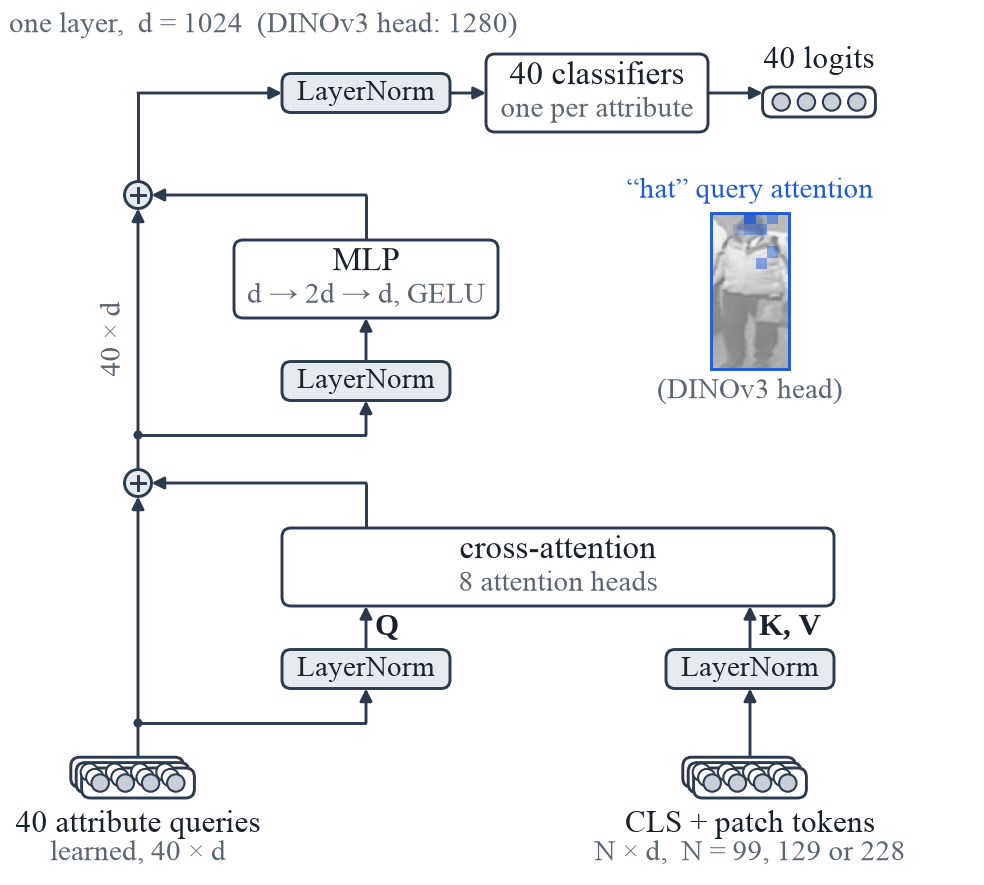 one layer,  d = 1024  (DINOv3 head: 1280)
LayerNorm
40 classifiers
one per attribute
40 logits
“hat” query attention
(DINOv3 head)
MLP
d → 2d → d, GELU
LayerNorm
40 × d
cross-attention
8 attention heads
Q
K, V
LayerNorm
LayerNorm
40 attribute queries
learned, 40 × d
CLS + patch tokens
N × d,  N = 99, 129 or 228